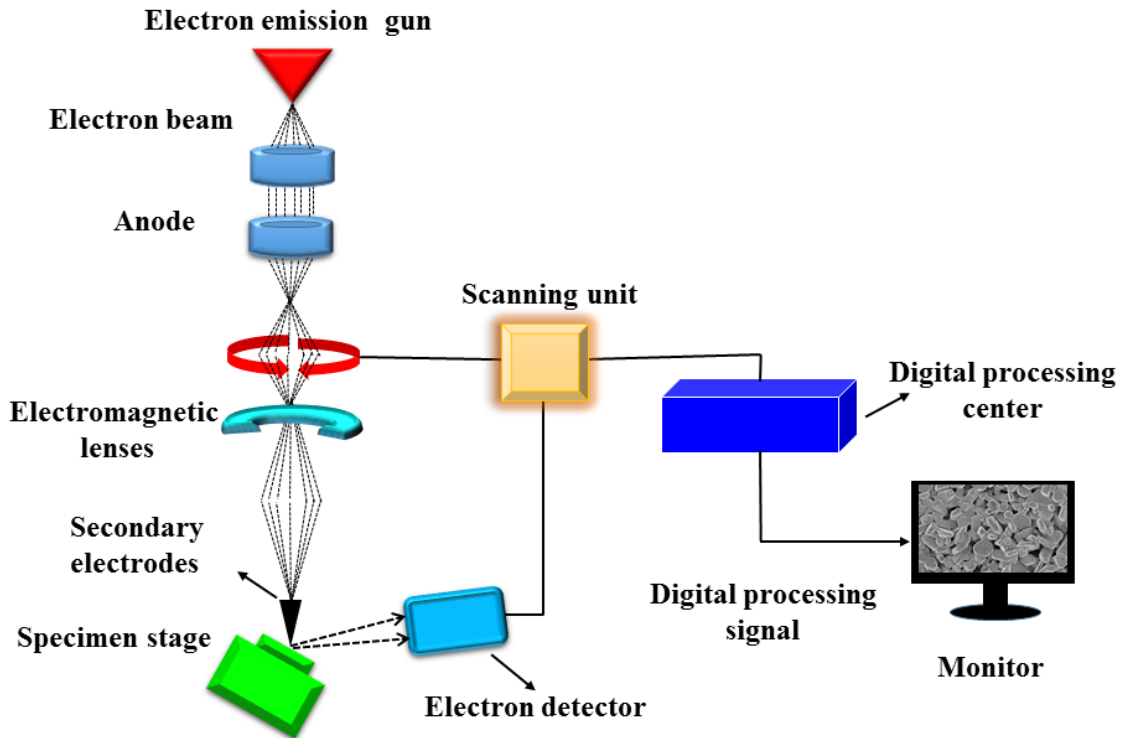 Electron emission gun
Electron beam
Anode
Scanning unit
Electromagnetic
lenses
Digital processing
center
Secondary
electrodes
Specimen stage
Digital processing
signal
Monitor
Electron detector